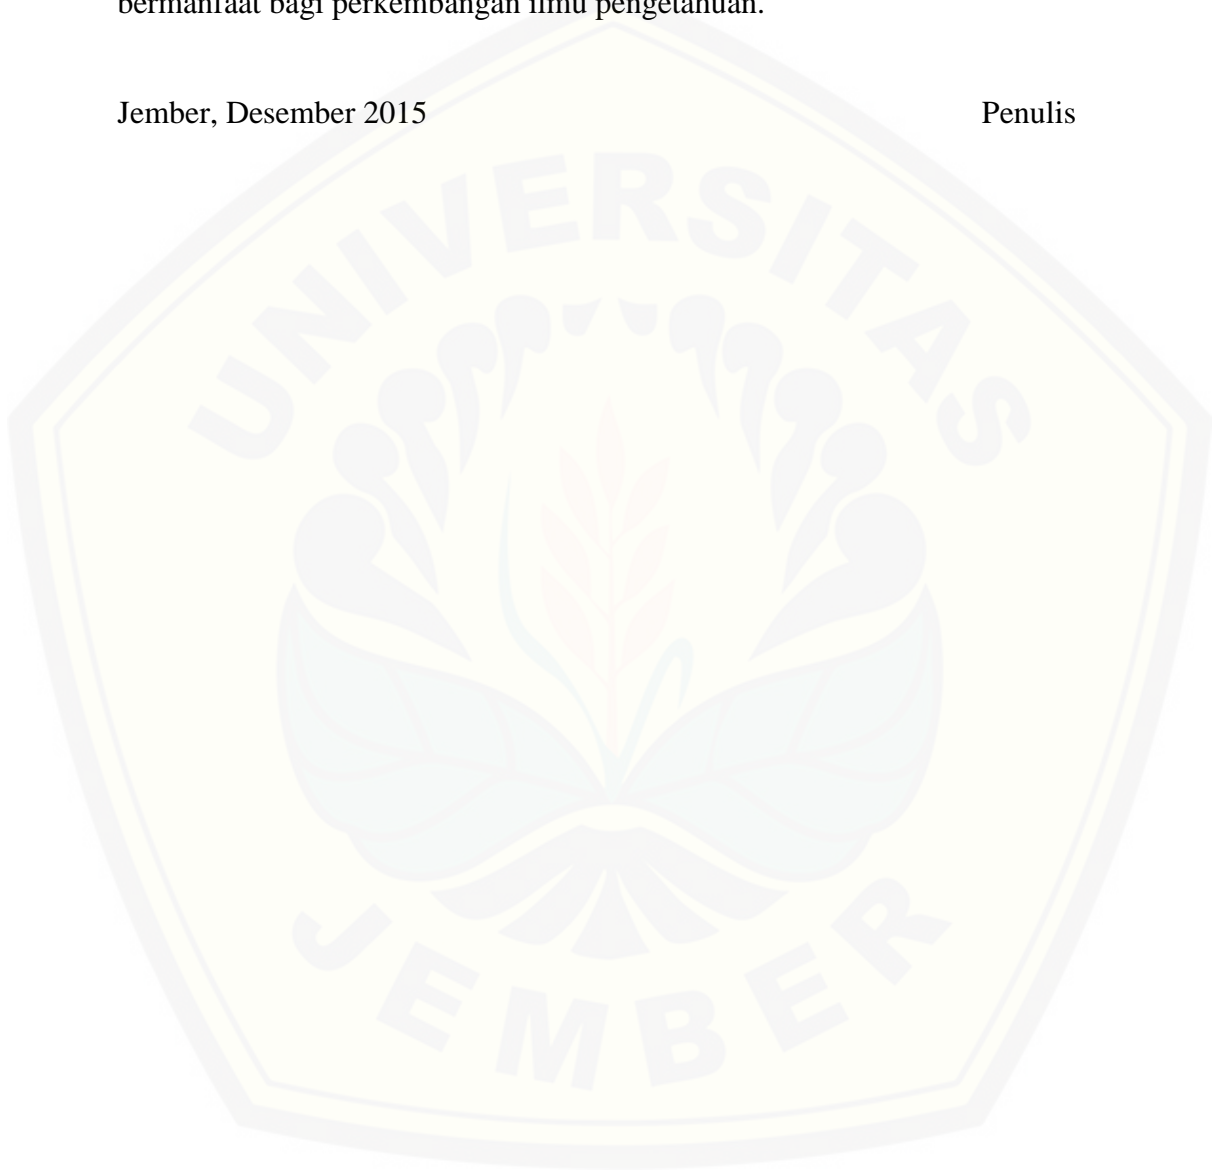 bermanfaat bagi perkembangan ilmu pengetahuan.
Jember, Desember 2015 Penulis
UNIVERSITAS
JEMBER